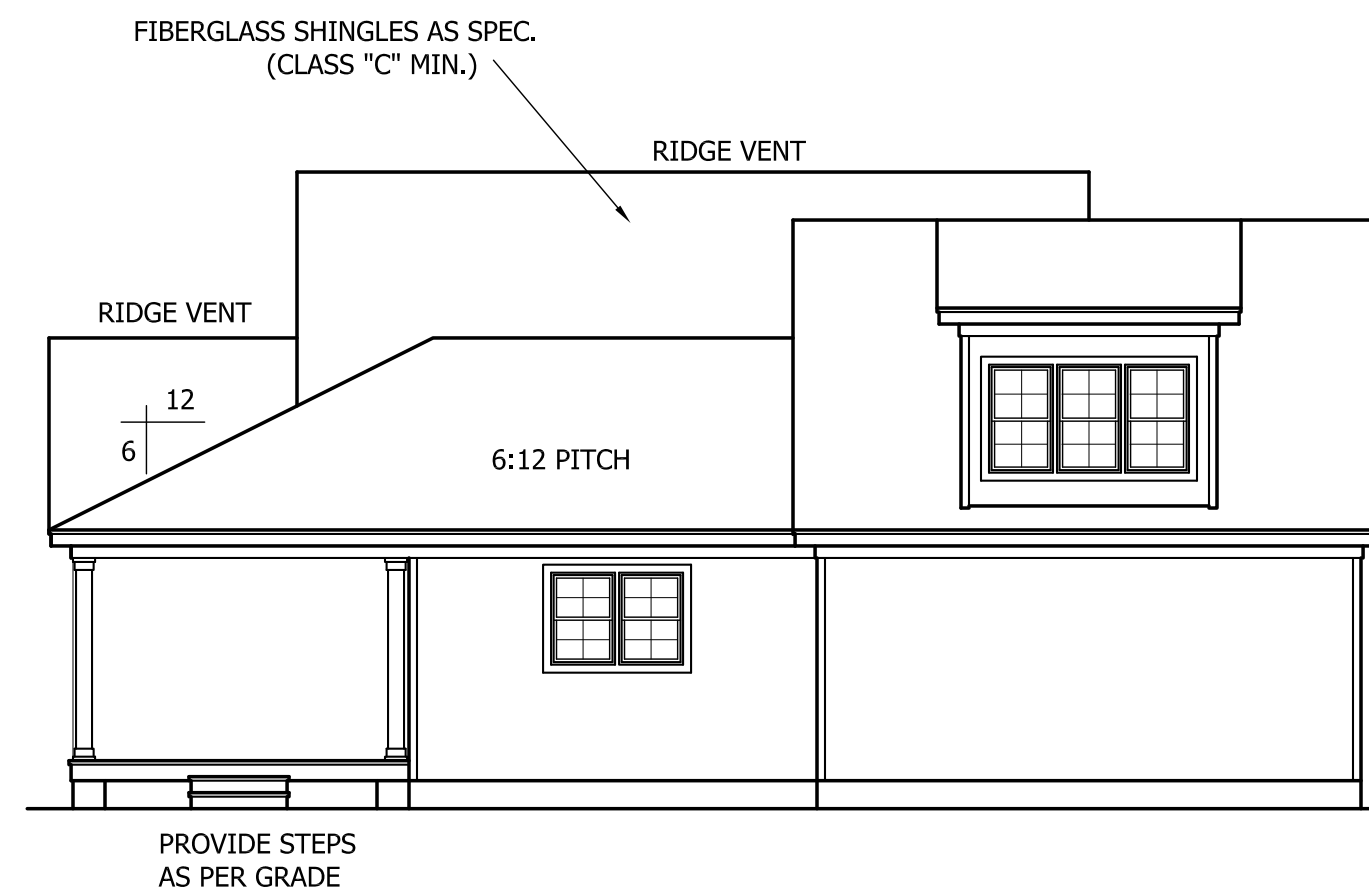 FIBERGLASS SHINGLES AS SPEC.
(CLASS "C" MIN.)
RIDGE VENT
RIDGE VENT
12
6
6:12 PITCH
PROVIDE STEPS
AS PER GRADE